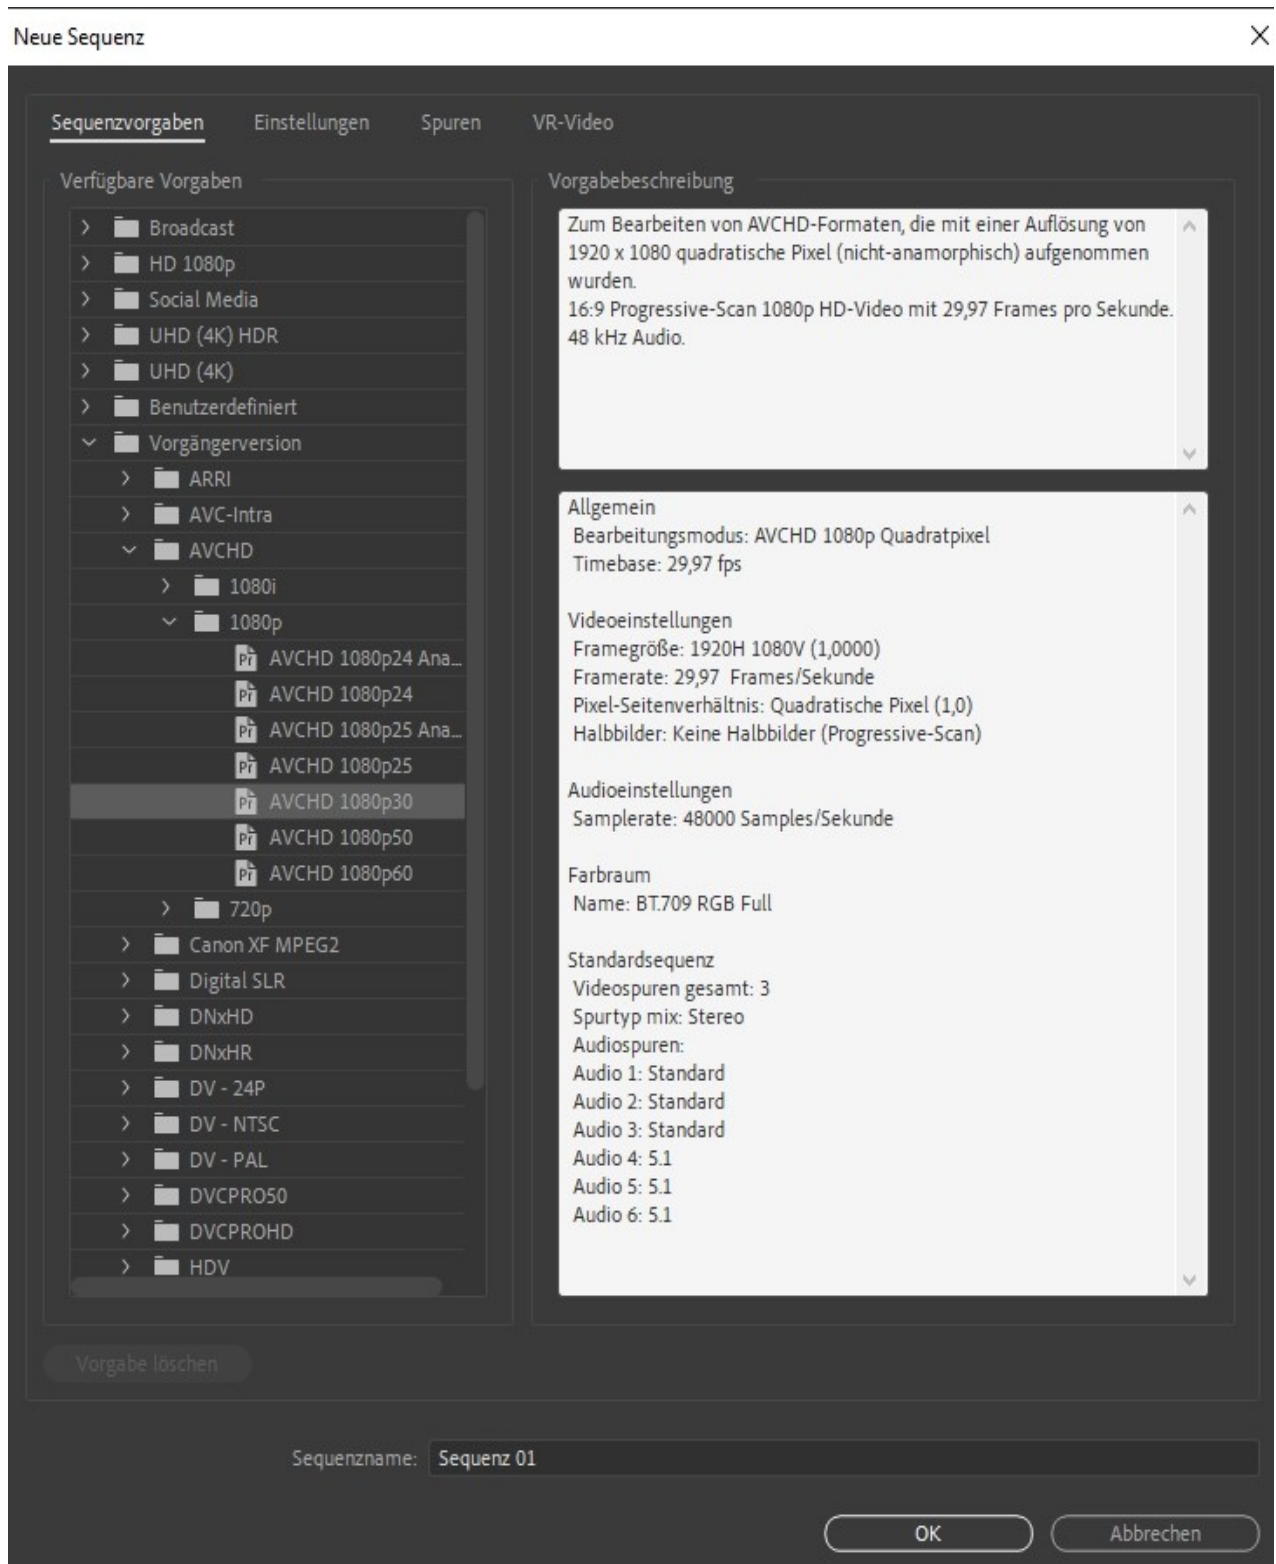 Neue Sequenz
Sequenzvorgaben Einstellungen Spuren VR-Video
Verfügbare Vorgaben
Broadcast
HD 1080p
Social Media
UHD (4K) HDR
UHD (4K)
Benutzerdefiniert
Vorgängerversion
ARRI
AVC-Intra
AVCHD
1080i
1080p
AVCHD 1080p24 Ana...
AVCHD 1080p24
AVCHD 1080p25 Ana...
AVCHD 1080p25
AVCHD 1080p30
AVCHD 1080p50
AVCHD 1080p60
720p
Canon XF MPEG2
Digital SLR
DNxHD
DNxHR
DV - 24P
DV - NTSC
DV - PAL
DVCPRO50
DVCPROHD
HDV
Vorgabe löschen
Vorgabebeschreibung
Zum Bearbeiten von AVCHD-Formaten, die mit einer Auflösung von
1920 x 1080 quadratische Pixel (nicht-anamorphisch) aufgenommen
wurden.
16:9 Progressive-Scan 1080p HD-Video mit 29,97 Frames pro Sekunde.
48 kHz Audio.
Allgemein
Bearbeitungsmodus: AVCHD 1080p Quadratpixel
Timebase: 29,97 fps
Videoeinstellungen
Framegröße: 1920H 1080V (1,0000)
Framerate: 29,97 Frames/Sekunde
Pixel-Seitenverhältnis: Quadratische Pixel (1,0)
Halbbilder: Keine Halbbilder (Progressive-Scan)
Audioeinstellungen
Samplerate: 48000 Samples/Sekunde
Farbraum
Name: BT.709 RGB Full
Standardsequenz
Videospuren gesamt: 3
Spurtyp mix: Stereo
Audiospuren:
Audio 1: Standard
Audio 2: Standard
Audio 3: Standard
Audio 4: 5.1
Audio 5: 5.1
Audio 6: 5.1
Sequenzname: Sequenz 01
OK Abbrechen